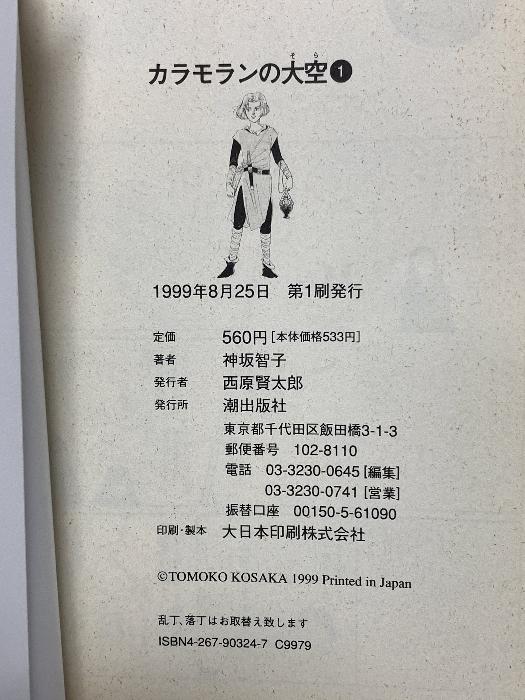 カラモランの大空❶
そら
1999年8月25日　第1刷発行
定価　560円[本体価格533円]
著者　神坂智子
発行者　西原賢太郎
発行所　潮出版社
東京都千代田区飯田橋3-1-3
郵便番号　102-8110
電話　03-3230-0645 [編集]
03-3230-0741 [営業]
振替口座　00150-5-61090
印刷・製本　大日本印刷株式会社
©TOMOKO KOSAKA 1999 Printed in Japan
乱丁、落丁はお取替え致します
ISBN4-267-90324-7　C9979